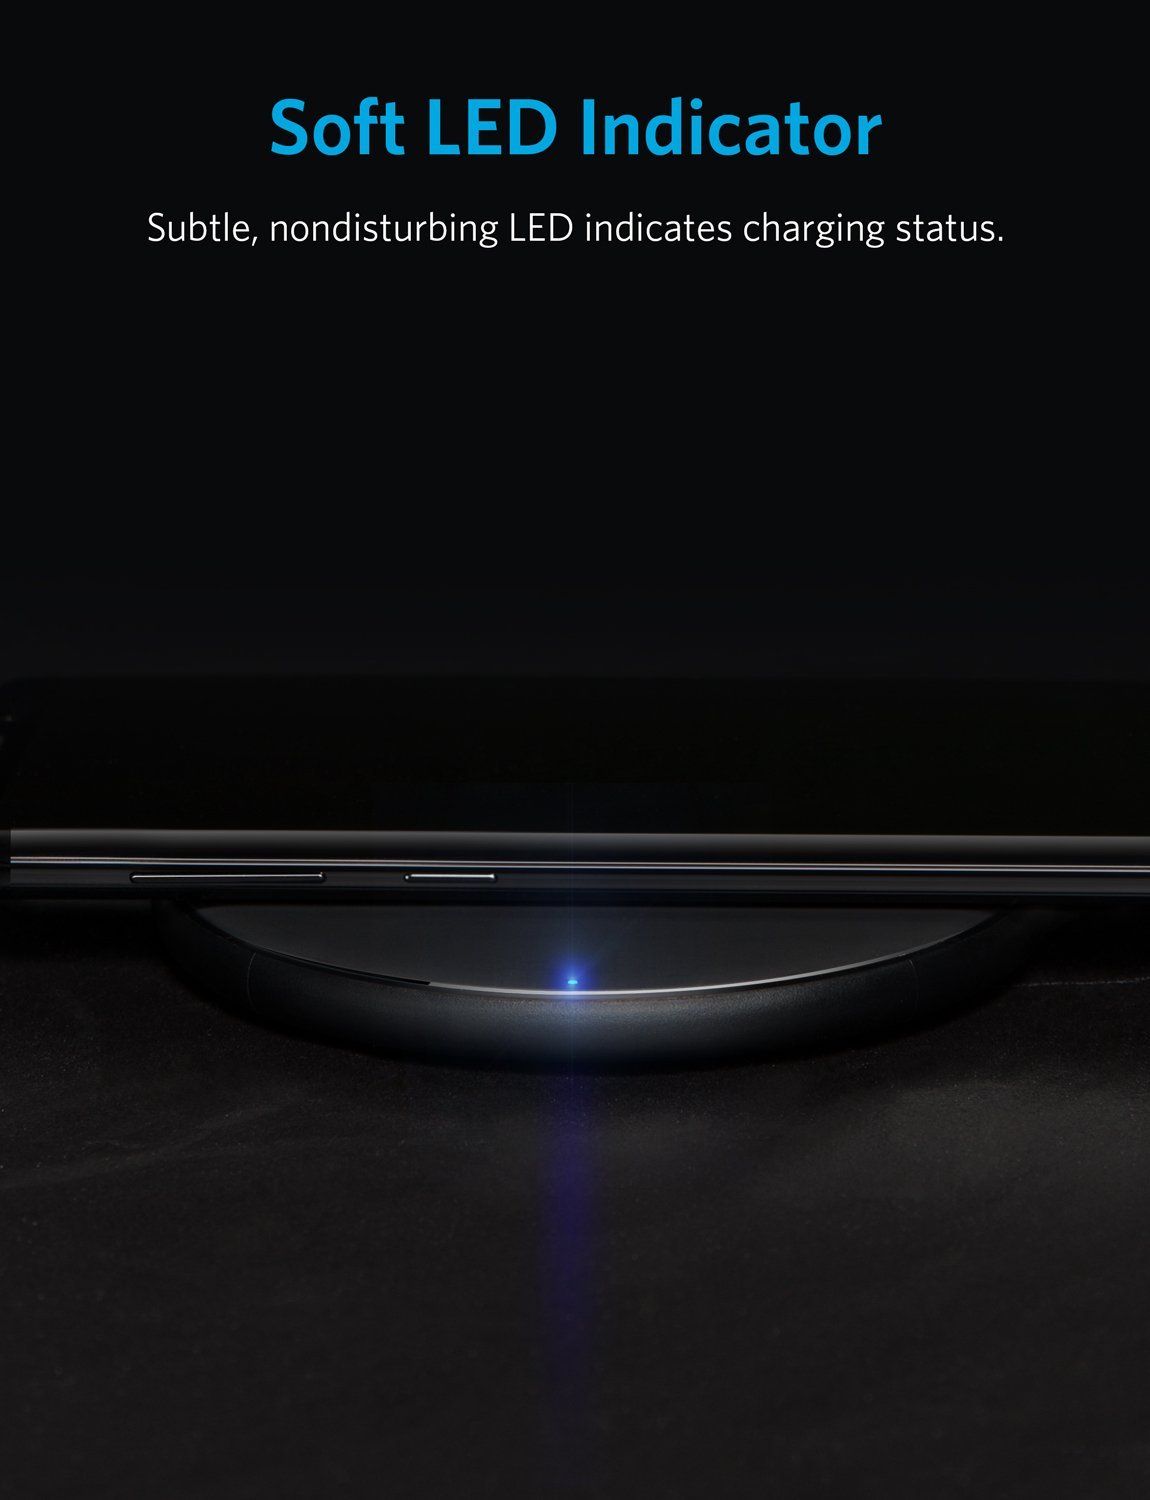 Soft LED Indicator
Subtle, nondisturbing LED indicates charging status.